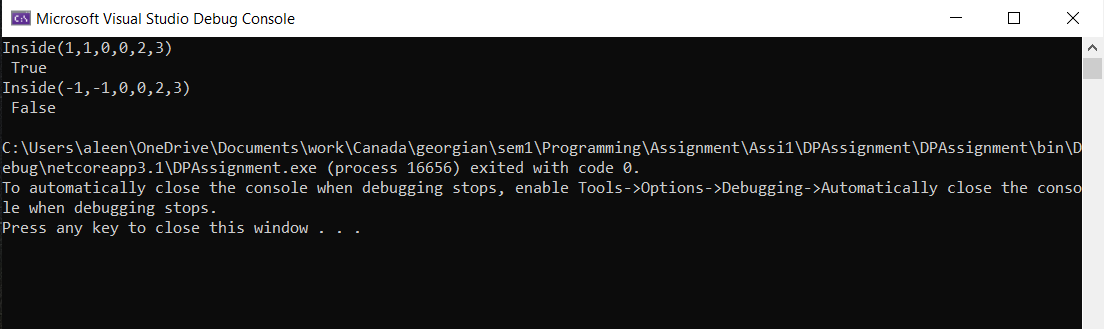 Microsoft Visual Studio Debug Console
Inside(1,1,0,0,2,3)
 True
Inside(-1,-1,0,0,2,3)
 False
C:\Users\aleen\OneDrive\Documents\work\Canada\georgian\sem1\Programming\Assignment\Assi1\DPAssignment\DPAssignment\bin\D
ebug\netcoreapp3.1\DPAssignment.exe (process 16656) exited with code 0.
To automatically close the console when debugging stops, enable Tools->Options->Debugging->Automatically close the conso
le when debugging stops.
Press any key to close this window . . .